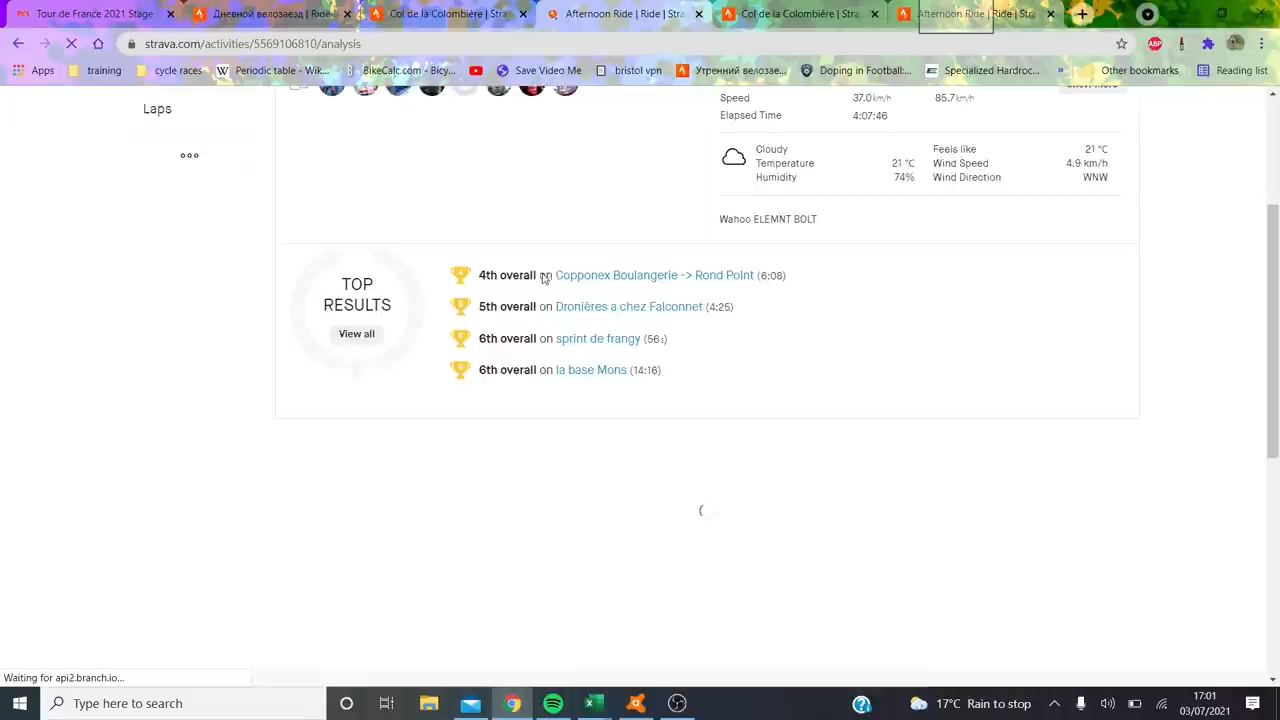 Tour de France 2021 Stage
Дневной велозаезд | Ride
Col de la Colombière | Stra
Afternoon Ride | Ride | Stra
Col de la Colombière | Stra
Afternoon Ride | Ride | Stra
strava.com/activities/5569106810/analysis
ABP
Apps
training
cycle races
Periodic table - Wik...
BikeCalc.com - Bicy...
Save Video Me
bristol vpn
Утренний велозае...
Doping in Football:...
Specialized Hardroc...
»
Other bookmarks
Reading list
Laps
Speed 37.0 km/h 85.7 km/h
Elapsed Time 4:07:46
Cloudy Feels like 21 °C
Temperature 21 °C Wind Speed 4.9 km/h
Humidity 74% Wind Direction WNW
Wahoo ELEMNT BOLT
TOP
RESULTS
View all
4th overall on Copponex Boulangerie -> Rond Point (6:08)
5th overall on Dronières a chez Falconnet (4:25)
6th overall on sprint de frangy (56s)
6th overall on la base Mons (14:16)
Waiting for api2.branch.io...
Type here to search
17°C Rain to stop
17:01
03/07/2021